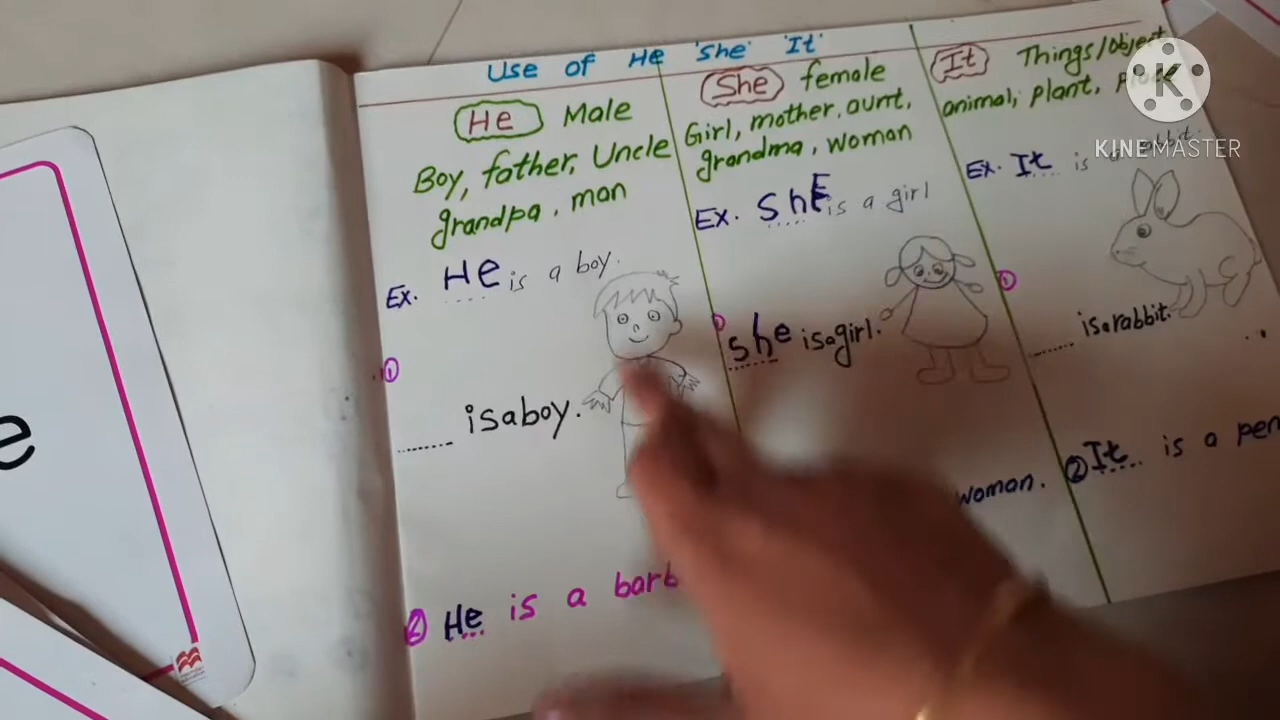 Use of He 'She' 'It'
He Male
Boy, father, Uncle
grandpa, man
Ex. HE is a boy.
①
...... is a boy.
② He is a barb
She female
Girl, mother, aunt,
grandma, woman
Ex. ShE is a girl
①
She is a girl.
woman.
It Things/object
animal, plant,
Ex. It is a rabbit.
①
...... is a rabbit.
② It is a pen
e
KINEMASTER